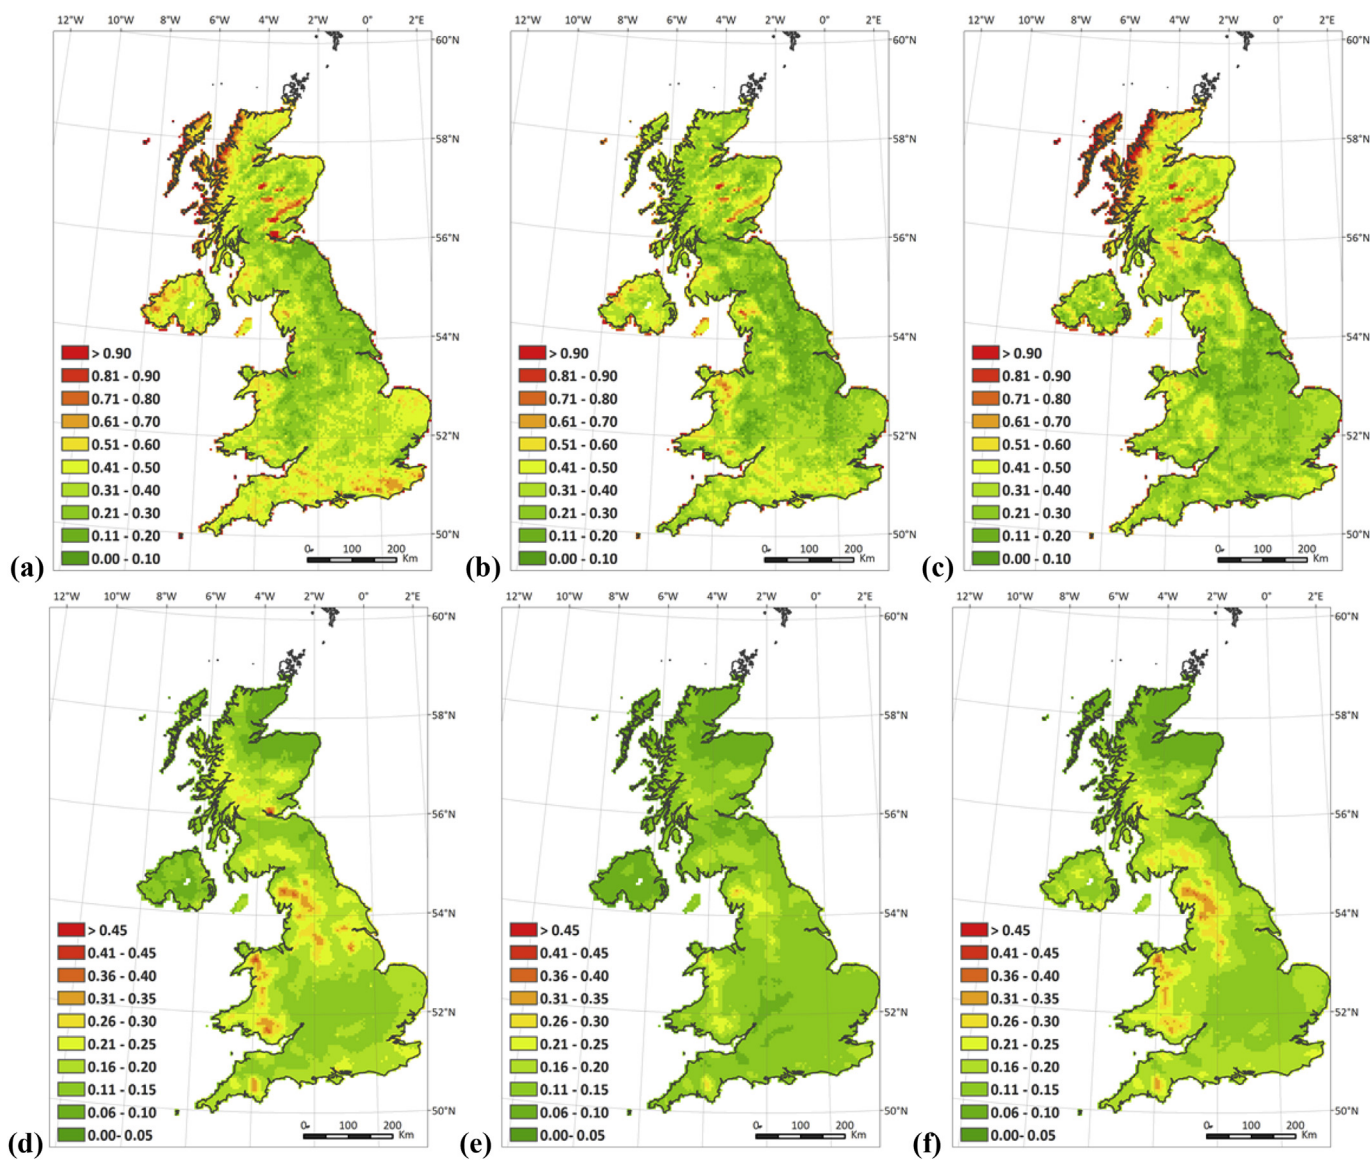 12°W 10°W 8°W 6°W 4°W 2°W 0° 2°E
60°N
58°N
56°N
54°N
52°N
50°N
> 0.90
0.81 - 0.90
0.71 - 0.80
0.61 - 0.70
0.51 - 0.60
0.41 - 0.50
0.31 - 0.40
0.21 - 0.30
0.11 - 0.20
0.00 - 0.10
0 100 200
Km
(a)
12°W 10°W 8°W 6°W 4°W 2°W 0° 2°E
60°N
58°N
56°N
54°N
52°N
50°N
> 0.90
0.81 - 0.90
0.71 - 0.80
0.61 - 0.70
0.51 - 0.60
0.41 - 0.50
0.31 - 0.40
0.21 - 0.30
0.11 - 0.20
0.00 - 0.10
0 100 200
Km
(b)
12°W 10°W 8°W 6°W 4°W 2°W 0° 2°E
60°N
58°N
56°N
54°N
52°N
50°N
> 0.90
0.81 - 0.90
0.71 - 0.80
0.61 - 0.70
0.51 - 0.60
0.41 - 0.50
0.31 - 0.40
0.21 - 0.30
0.11 - 0.20
0.00 - 0.10
0 100 200
Km
(c)
12°W 10°W 8°W 6°W 4°W 2°W 0° 2°E
60°N
58°N
56°N
54°N
52°N
50°N
> 0.45
0.41 - 0.45
0.36 - 0.40
0.31 - 0.35
0.26 - 0.30
0.21 - 0.25
0.16 - 0.20
0.11 - 0.15
0.06 - 0.10
0.00- 0.05
0 100 200
Km
(d)
12°W 10°W 8°W 6°W 4°W 2°W 0° 2°E
60°N
58°N
56°N
54°N
52°N
50°N
> 0.45
0.41 - 0.45
0.36 - 0.40
0.31 - 0.35
0.26 - 0.30
0.21 - 0.25
0.16 - 0.20
0.11 - 0.15
0.06 - 0.10
0.00- 0.05
0 100 200
Km
(e)
12°W 10°W 8°W 6°W 4°W 2°W 0° 2°E
60°N
58°N
56°N
54°N
52°N
50°N
> 0.45
0.41 - 0.45
0.36 - 0.40
0.31 - 0.35
0.26 - 0.30
0.21 - 0.25
0.16 - 0.20
0.11 - 0.15
0.06 - 0.10
0.00- 0.05
0 100 200
Km
(f)